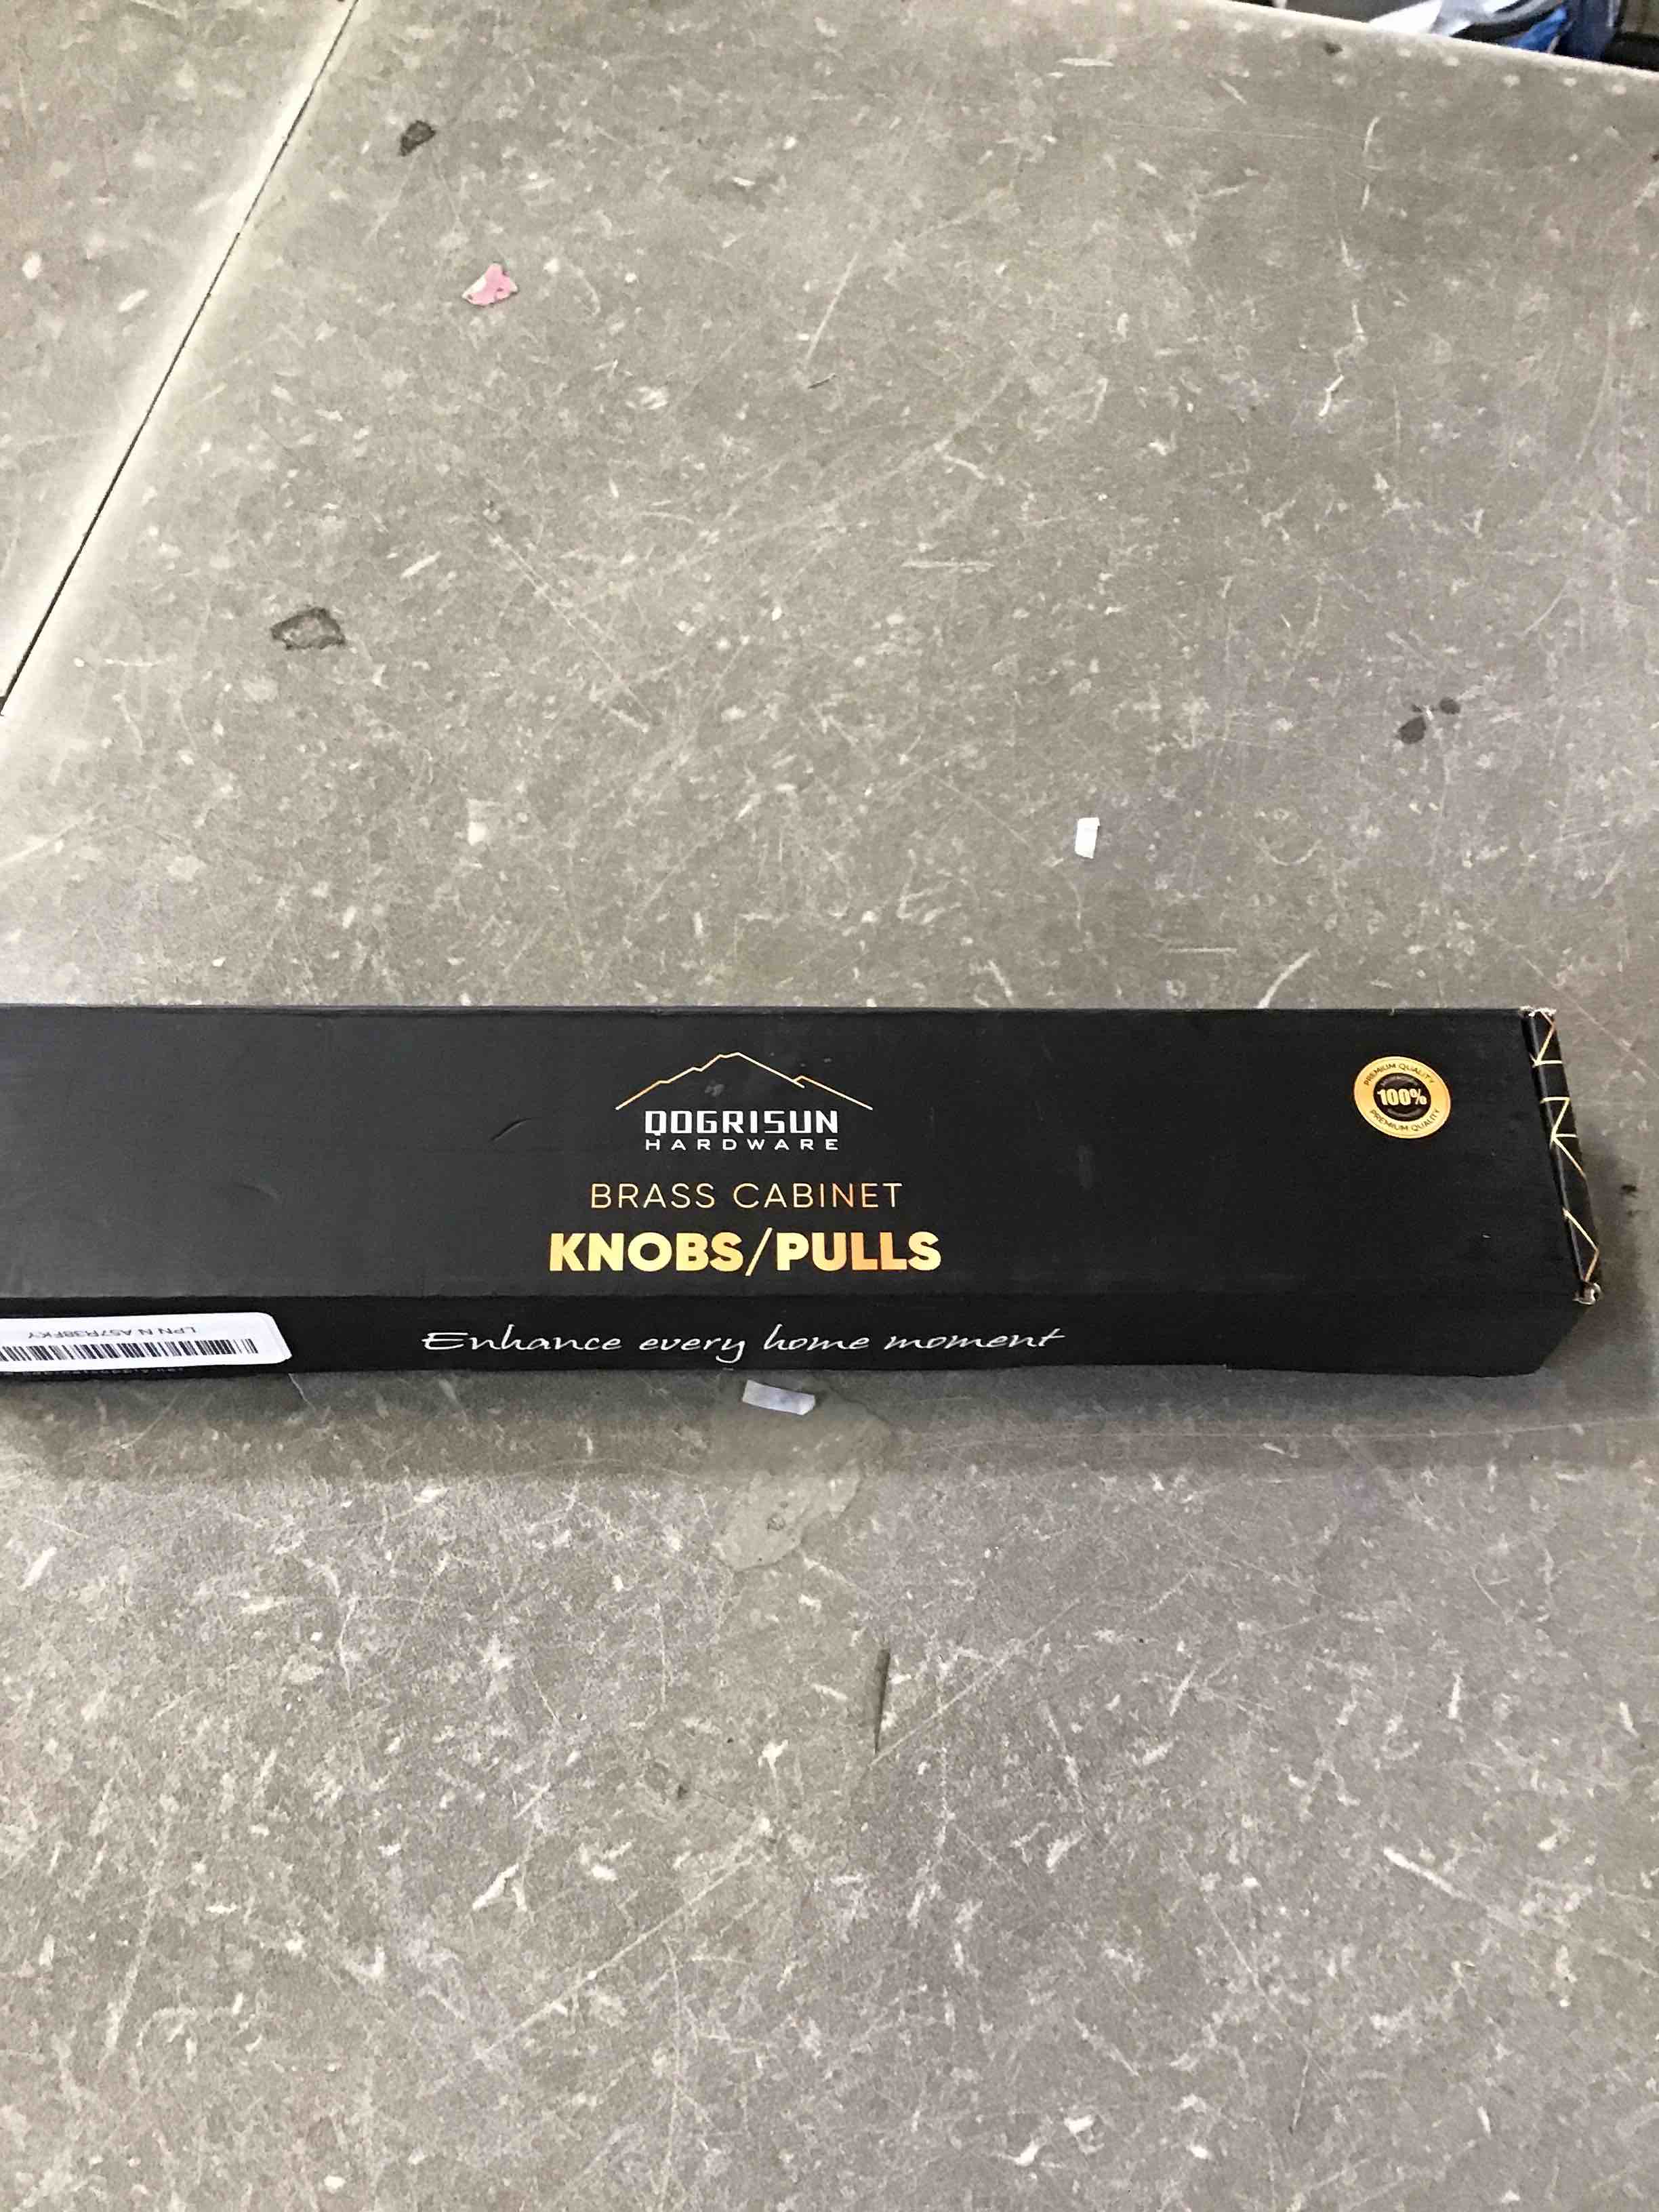 QOGRISUN
HARDWARE
BRASS CABINET
KNOBS/PULLS
PREMIUM QUALITY
100%
PREMIUM QUALITY
Enhance every home moment